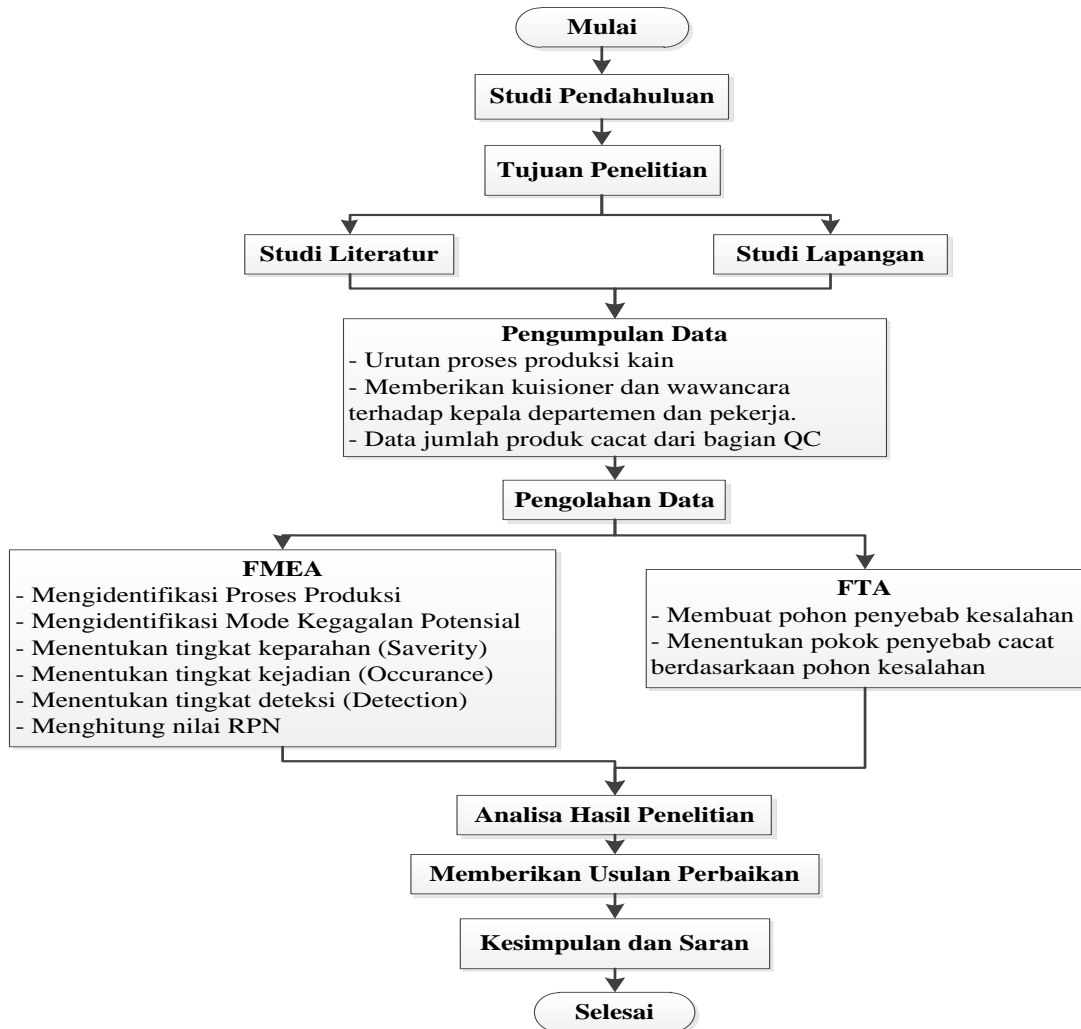 Mulai
Studi Pendahuluan
Tujuan Penelitian
Studi Literatur
Studi Lapangan
Pengumpulan Data
- Urutan proses produksi kain
- Memberikan kuisioner dan wawancara
terhadap kepala departemen dan pekerja.
- Data jumlah produk cacat dari bagian QC
Pengolahan Data
FMEA
- Mengidentifikasi Proses Produksi
- Mengidentifikasi Mode Kegagalan Potensial
- Menentukan tingkat keparahan (Saverity)
- Menentukan tingkat kejadian (Occurance)
- Menentukan tingkat deteksi (Detection)
- Menghitung nilai RPN
FTA
- Membuat pohon penyebab kesalahan
- Menentukan pokok penyebab cacat
berdasarkaan pohon kesalahan
Analisa Hasil Penelitian
Memberikan Usulan Perbaikan
Kesimpulan dan Saran
Selesai